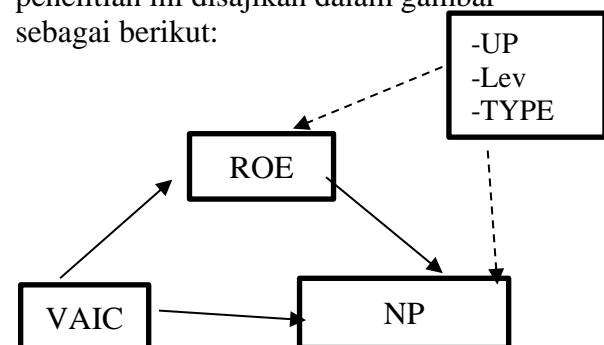 penelitian ini disajikan dalam gambar
sebagai berikut:
-UP
-Lev
-TYPE
ROE
VAIC
NP